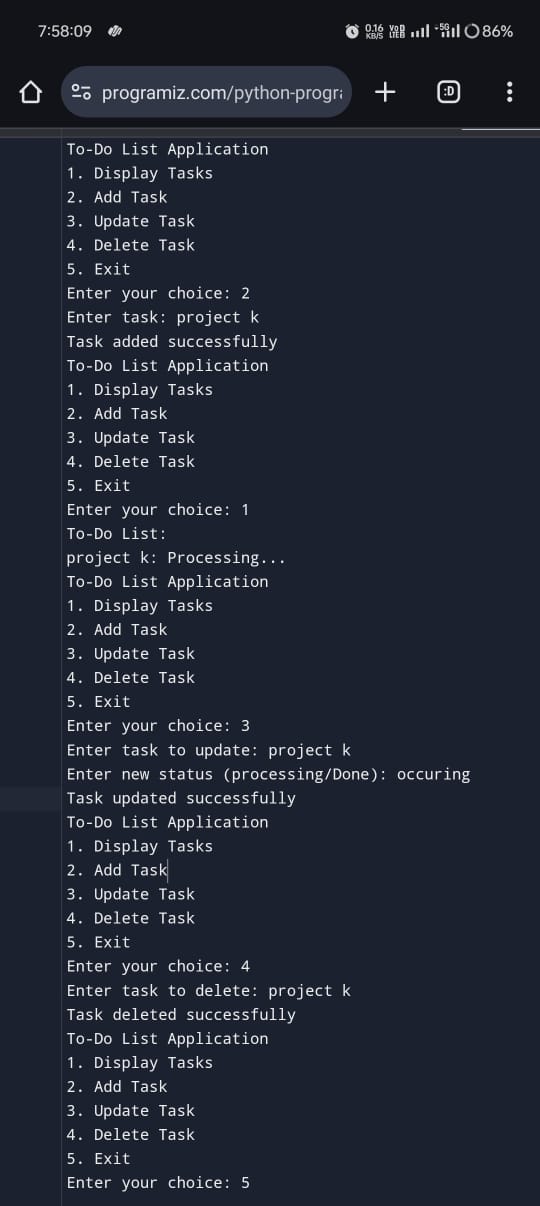 7:58:09 0.16 KB/S VoD LTEB 5G 86%
programiz.com/python-progra
To-Do List Application
1. Display Tasks
2. Add Task
3. Update Task
4. Delete Task
5. Exit
Enter your choice: 2
Enter task: project k
Task added successfully
To-Do List Application
1. Display Tasks
2. Add Task
3. Update Task
4. Delete Task
5. Exit
Enter your choice: 1
To-Do List:
project k: Processing...
To-Do List Application
1. Display Tasks
2. Add Task
3. Update Task
4. Delete Task
5. Exit
Enter your choice: 3
Enter task to update: project k
Enter new status (processing/Done): occuring
Task updated successfully
To-Do List Application
1. Display Tasks
2. Add Task
3. Update Task
4. Delete Task
5. Exit
Enter your choice: 4
Enter task to delete: project k
Task deleted successfully
To-Do List Application
1. Display Tasks
2. Add Task
3. Update Task
4. Delete Task
5. Exit
Enter your choice: 5